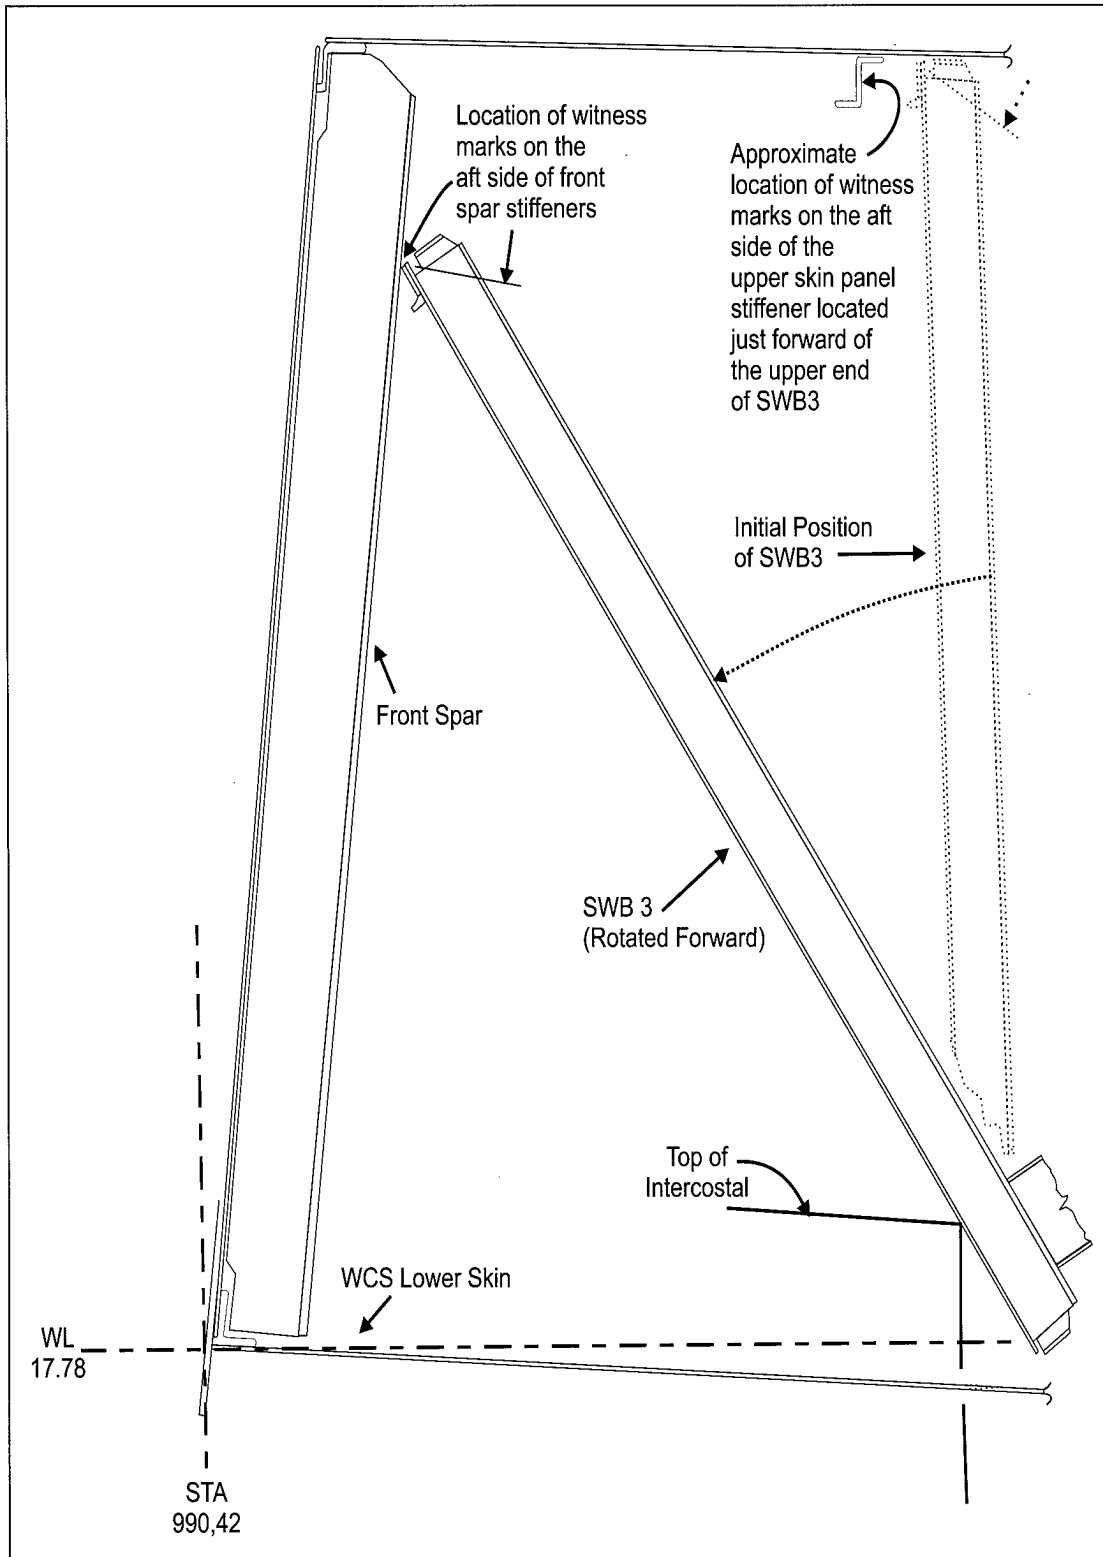 Location of witness
marks on the
aft side of front
spar stiffeners
Approximate
location of witness
marks on the aft
side of the
upper skin panel
stiffener located
just forward of
the upper end
of SWB3
Initial Position
of SWB3
Front Spar
SWB 3
(Rotated Forward)
Top of
Intercostal
WCS Lower Skin
WL
17.78
STA
990,42